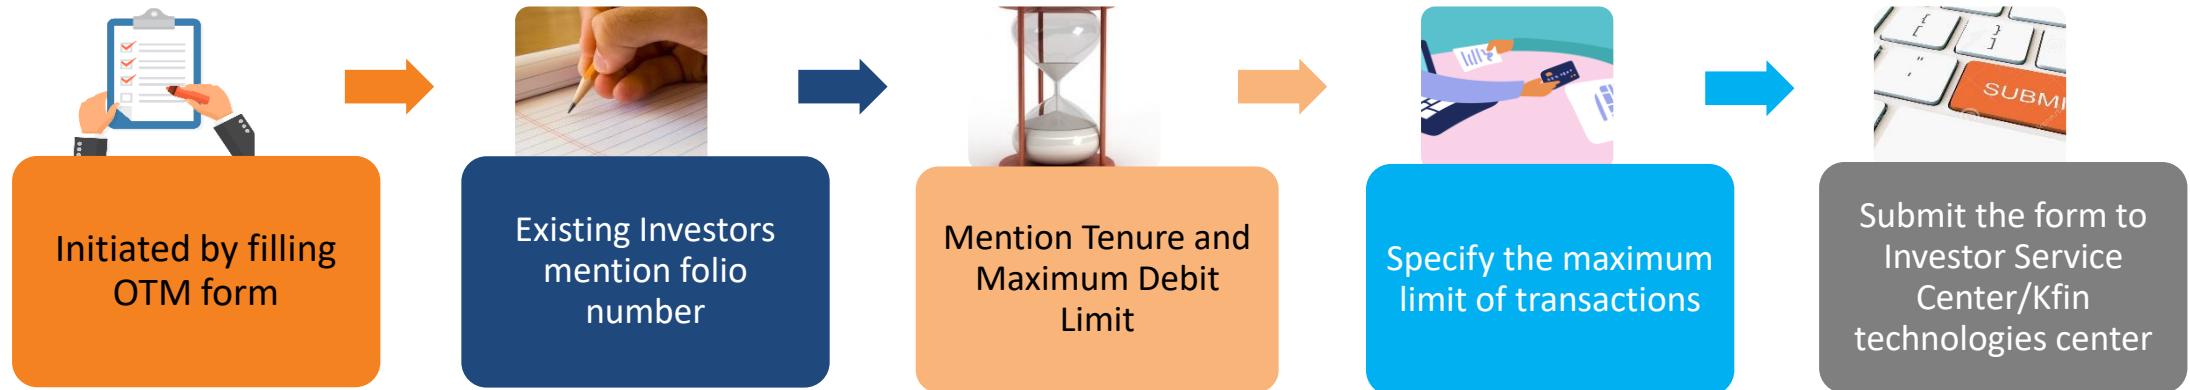 SUBMI
Initiated by filling
OTM form
Existing Investors
mention folio
number
Mention Tenure and
Maximum Debit
Limit
Specify the maximum
limit of transactions
Submit the form to
Investor Service
Center/Kfin
technologies center